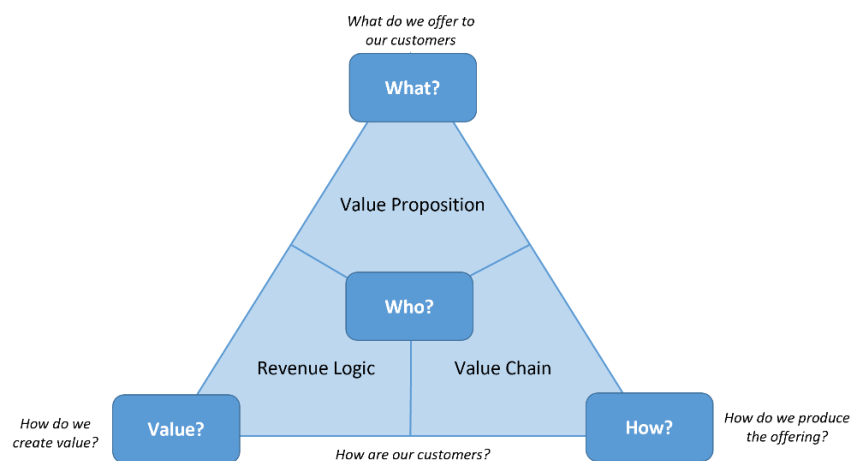 What do we offer to
our customers
What?
Value Proposition
Who?
Revenue Logic
Value Chain
How do we
create value?
Value?
How are our customers?
How?
How do we produce
the offering?